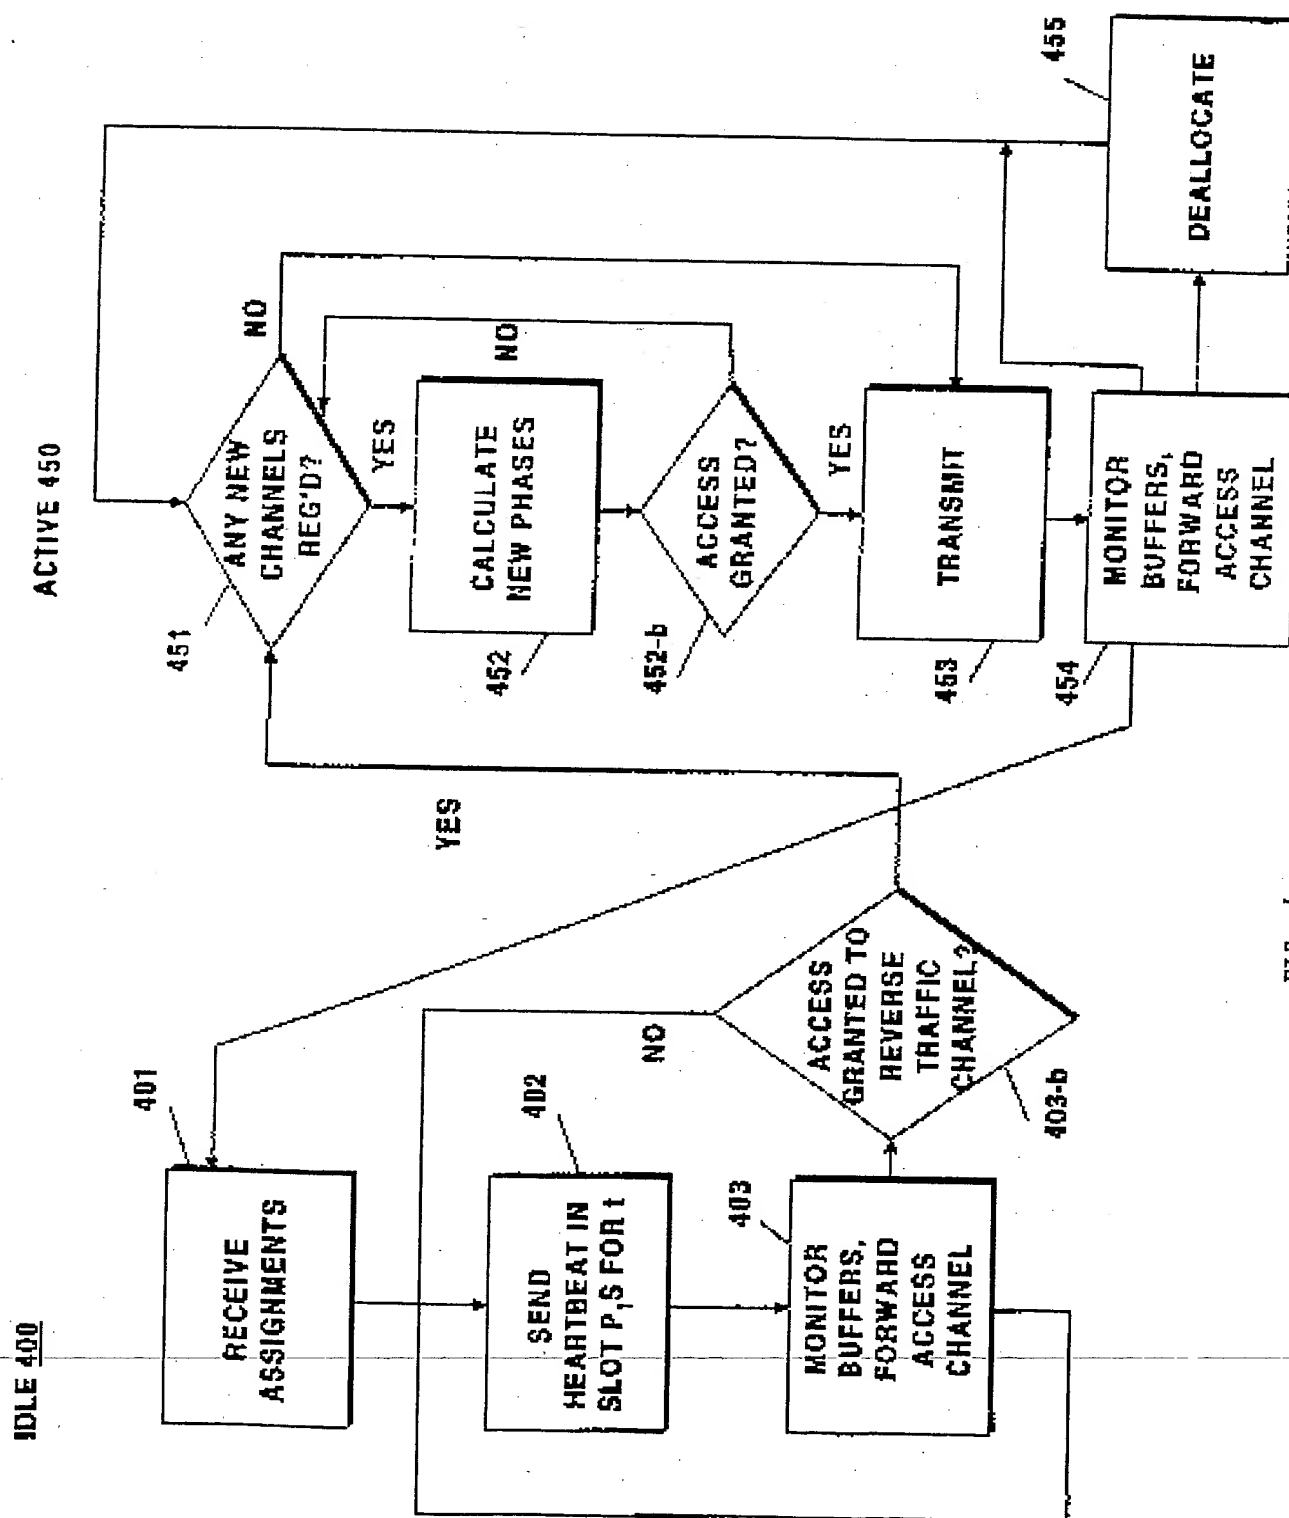 IDLE 400
401
RECEIVE
ASSIGNMENTS
402
SEND
HEARTBEAT IN
SLOT P,S FOR t
403
MONITOR
BUFFERS,
FORWARD
ACCESS
CHANNEL
403-b
ACCESS
GRANTED TO
REVERSE
TRAFFIC
CHANNEL?
NO
YES
ACTIVE 450
451
ANY NEW
CHANNELS
REG'D?
NO
YES
452
CALCULATE
NEW PHASES
452-b
ACCESS
GRANTED?
NO
YES
453
TRANSMIT
454
MONITOR
BUFFERS,
FORWARD
ACCESS
CHANNEL
455
DEALLOCATE